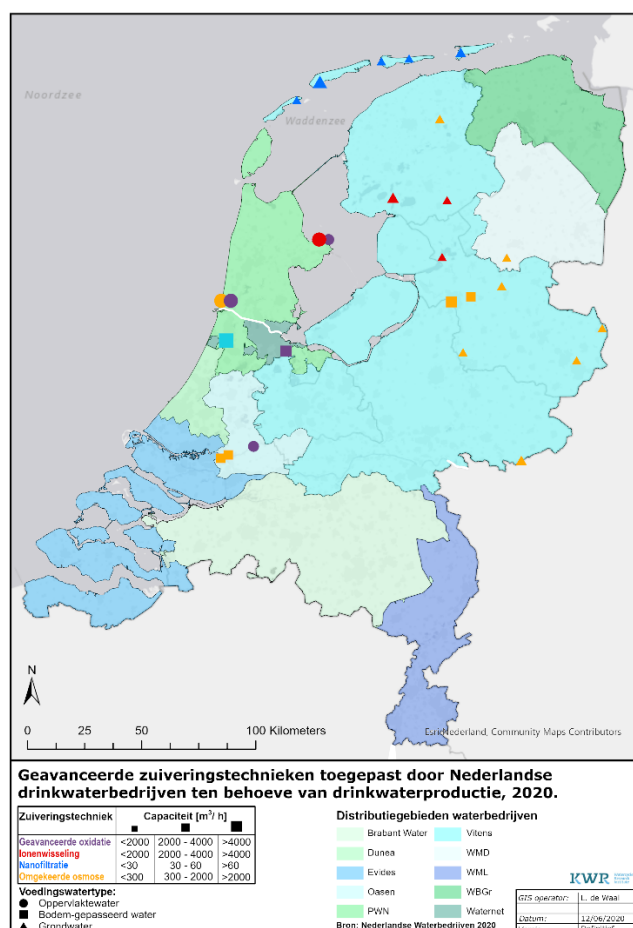 Noordzee
Waddenzee
N
0 25 50 100 Kilometers
Esri Nederland, Community Maps Contributors
Geavanceerde zuiveringstechnieken toegepast door Nederlandse
drinkwaterbedrijven ten behoeve van drinkwaterproductie, 2020.
Zuiveringstechniek Capaciteit [m³/ h]
Geavanceerde oxidatie <2000 2000 - 4000 >4000
Ionenwisseling <2000 2000 - 4000 >4000
Nanofiltratie <30 30 - 60 >60
Omgekeerde osmose <300 300 - 2000 >2000
Voedingswatertype:
Oppervlaktewater
Bodem-gepasseerd water
Grondwater
Distributiegebieden waterbedrijven
Brabant Water Vitens
Dunea WMD
Evides WML
Oasen WBGr
PWN Waternet
Bron: Nederlandse Waterbedrijven 2020
KWR
GIS operator: L. de Waal
Datum: 12/06/2020